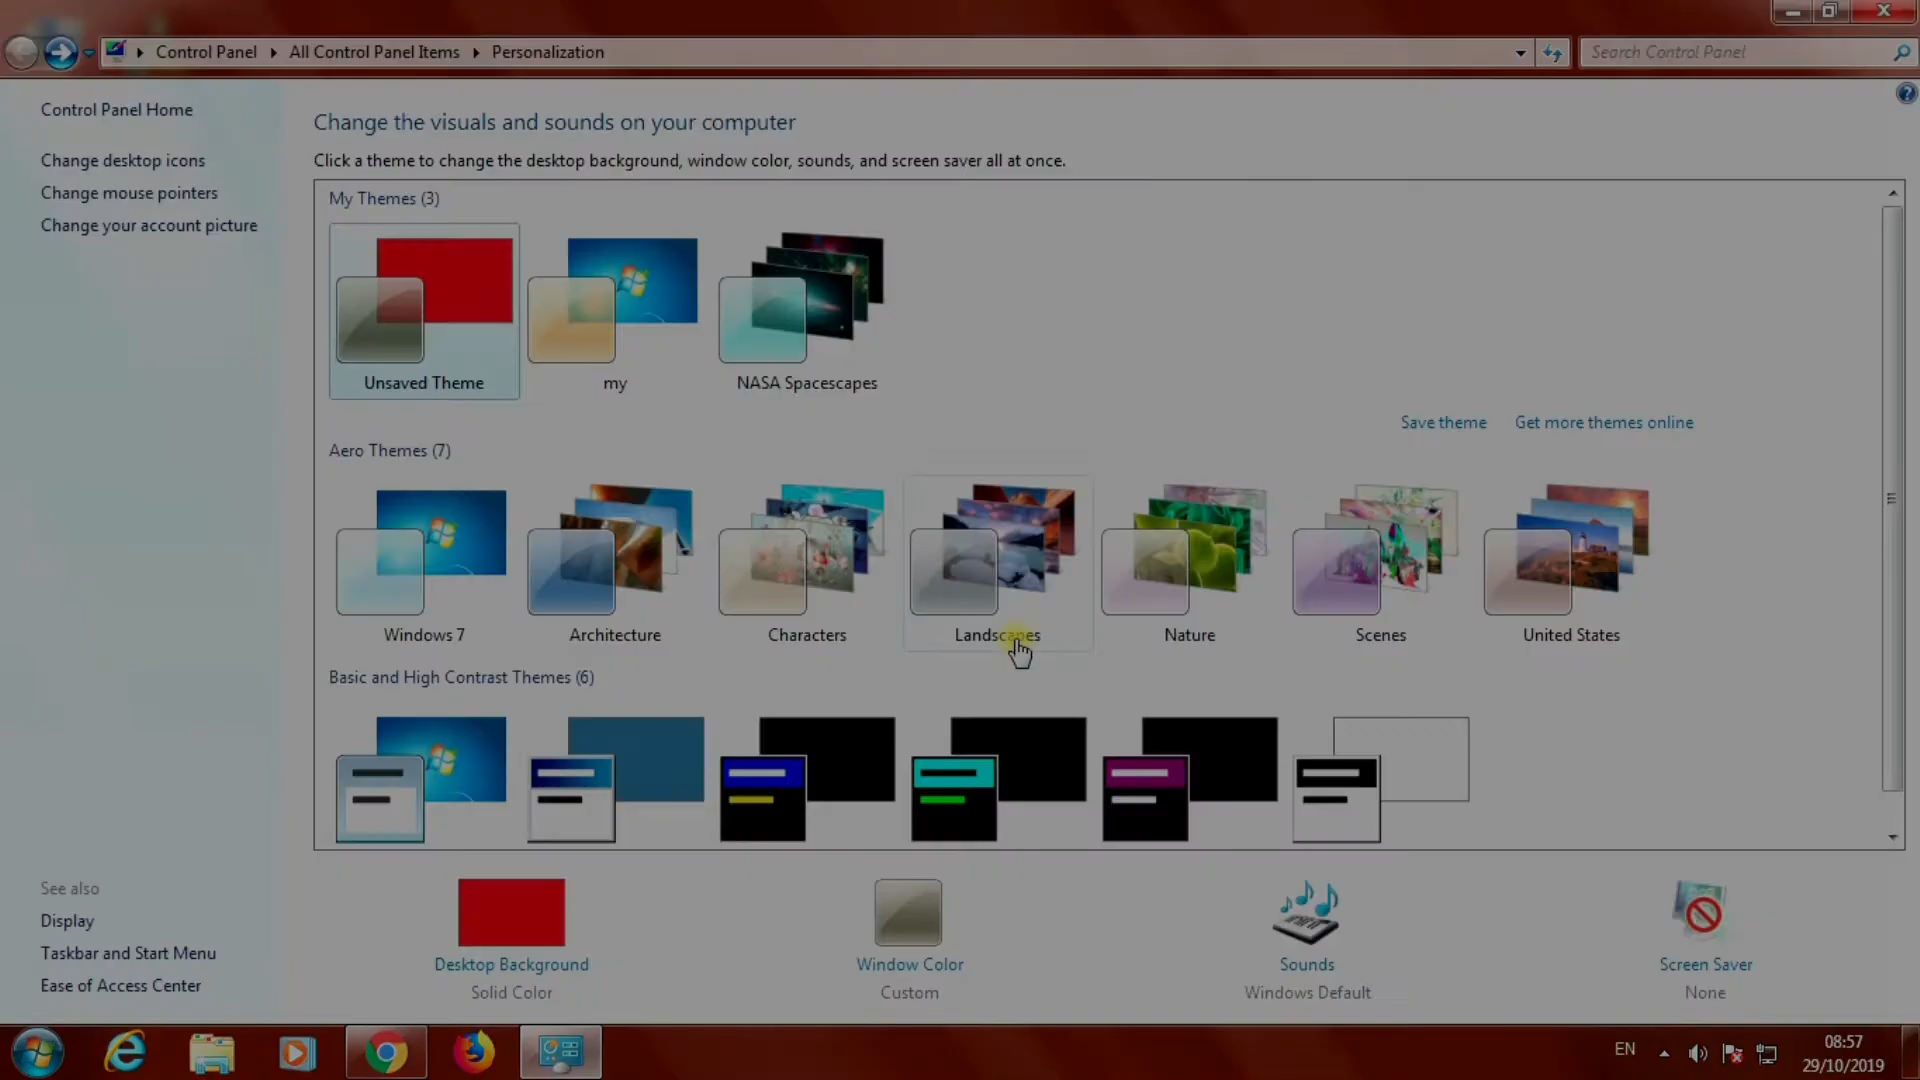 Control Panel
All Control Panel Items
Personalization
Search Control Panel
Control Panel Home
Change desktop icons
Change mouse pointers
Change your account picture
Change the visuals and sounds on your computer
Click a theme to change the desktop background, window color, sounds, and screen saver all at once.
My Themes (3)
Unsaved Theme
my
NASA Spacescapes
Save theme
Get more themes online
Aero Themes (7)
Windows 7
Architecture
Characters
Landscapes
Nature
Scenes
United States
Basic and High Contrast Themes (6)
See also
Display
Taskbar and Start Menu
Ease of Access Center
Desktop Background
Solid Color
Window Color
Custom
Sounds
Windows Default
Screen Saver
None
EN
08:57
29/10/2019